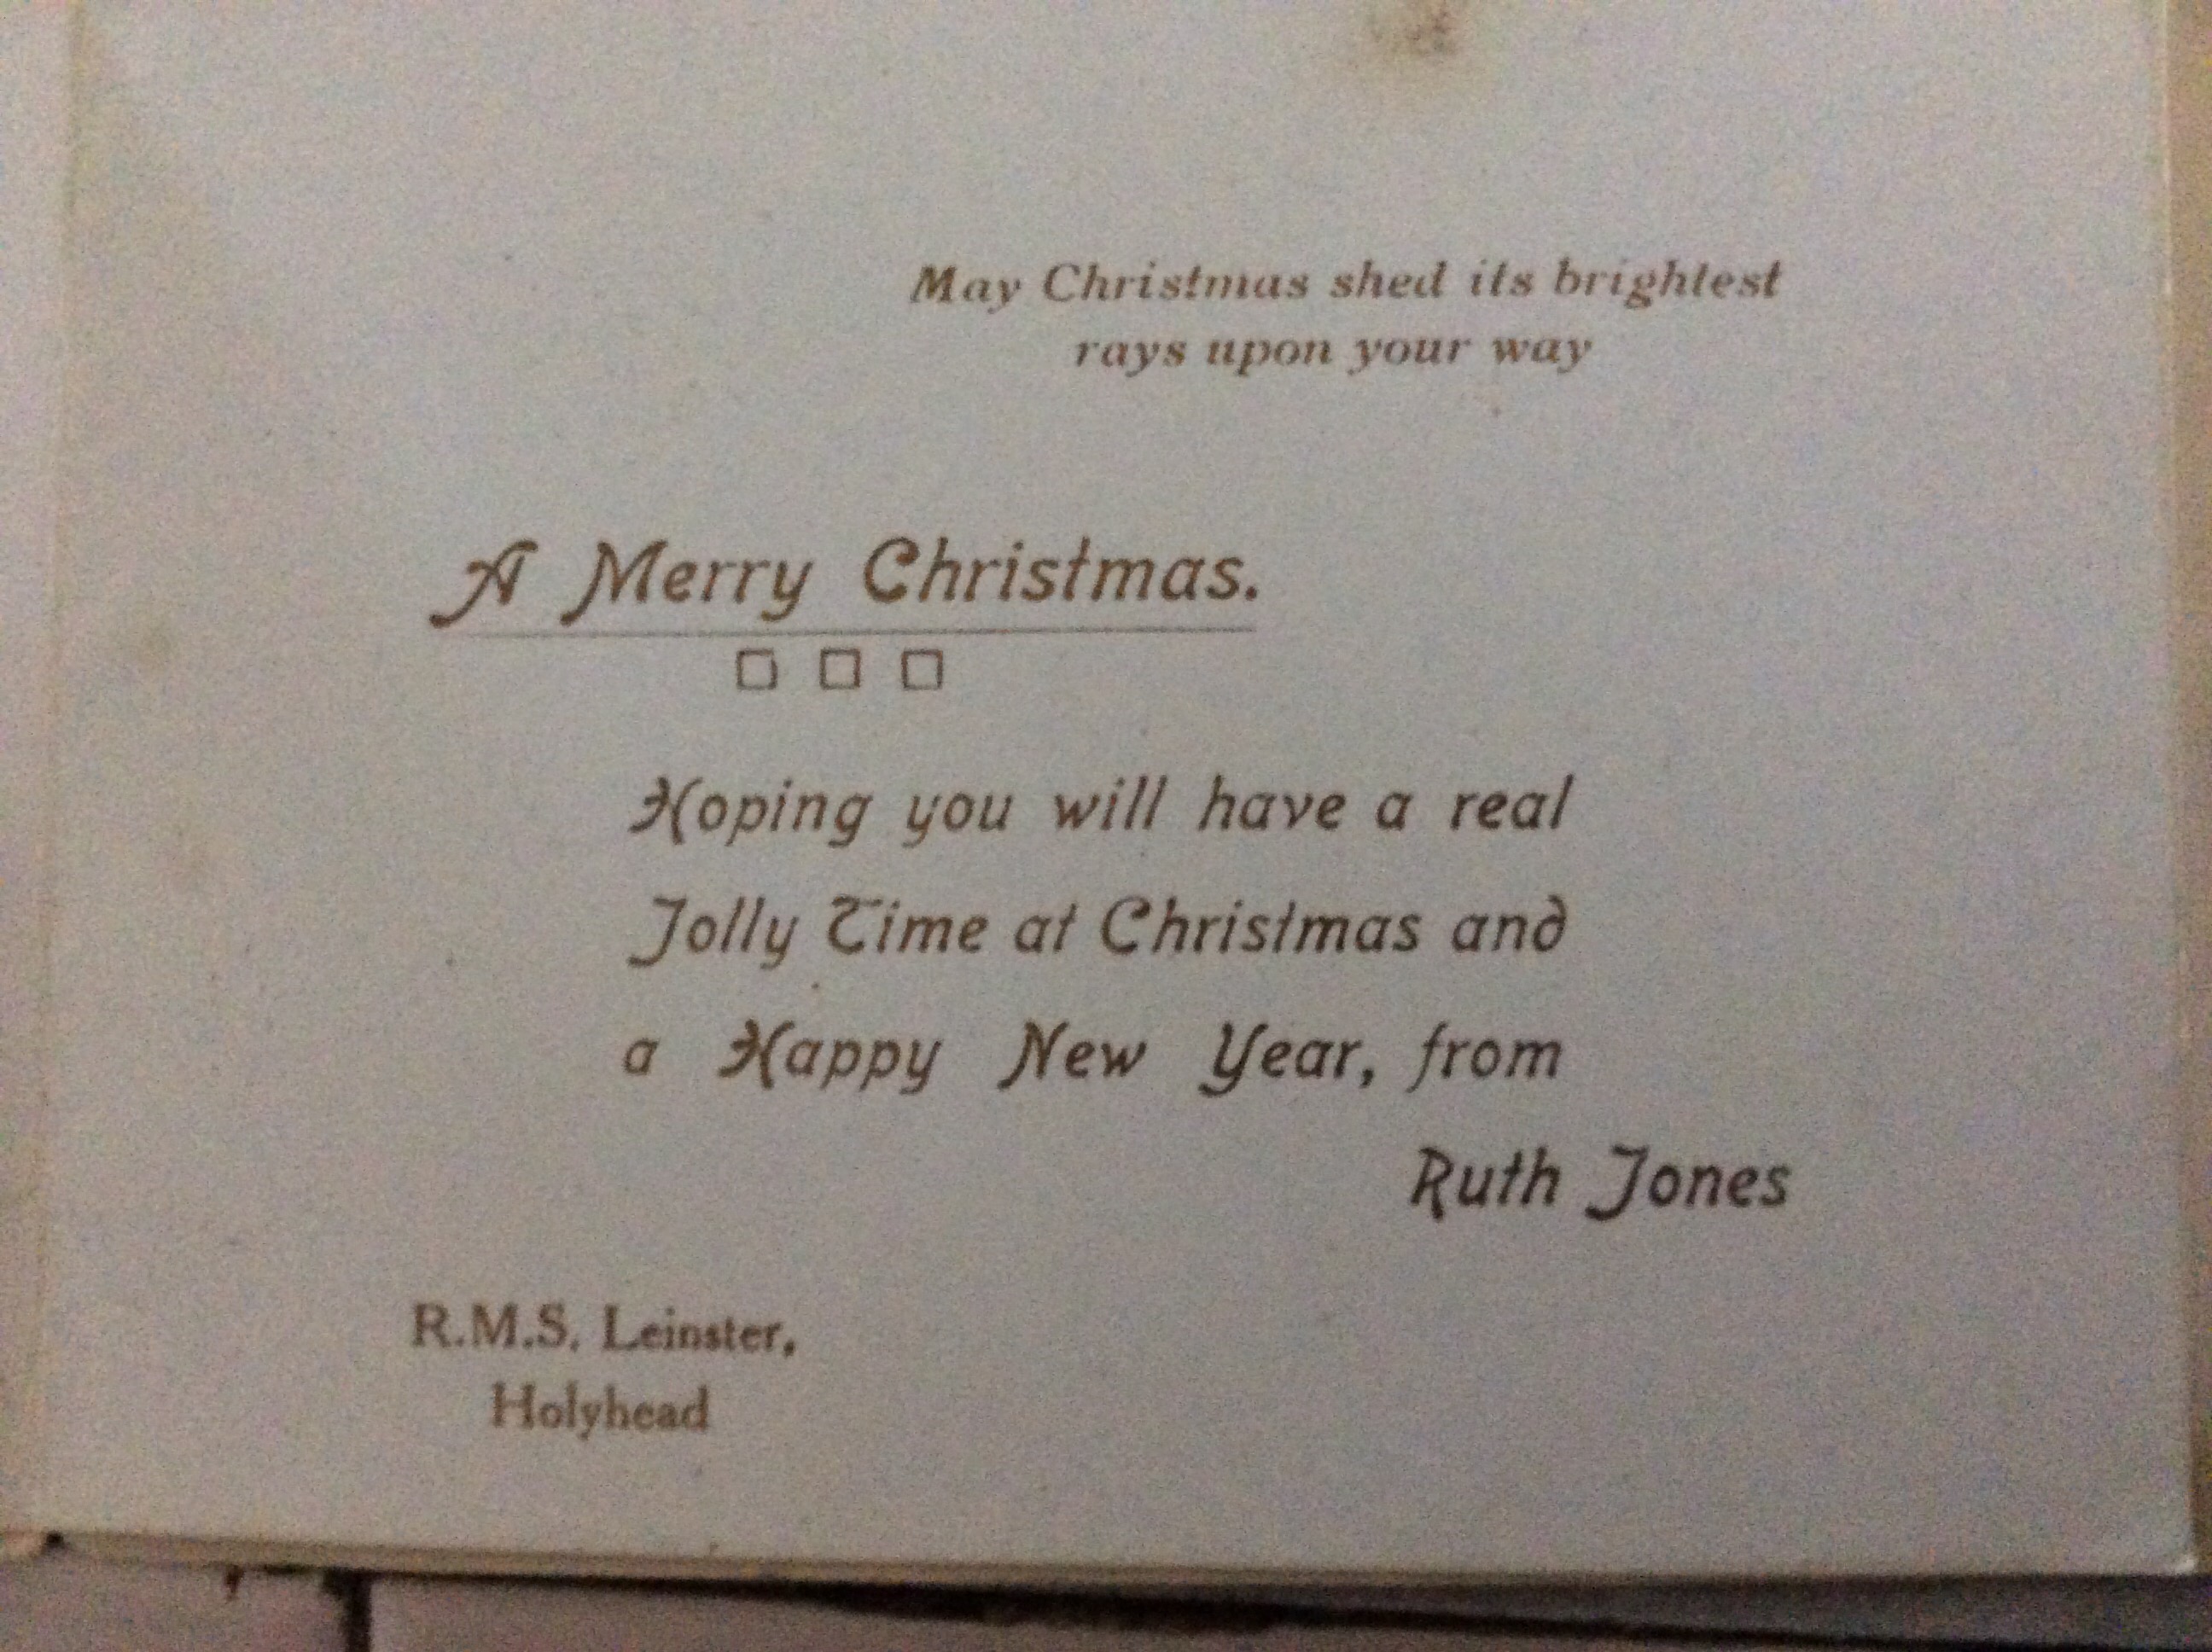 May Christmas shed its brightest
rays upon your way
A Merry Christmas.
Hoping you will have a real
Jolly Time at Christmas and
a Happy New Year, from
Ruth Jones
R.M.S. Leinster,
Holyhead